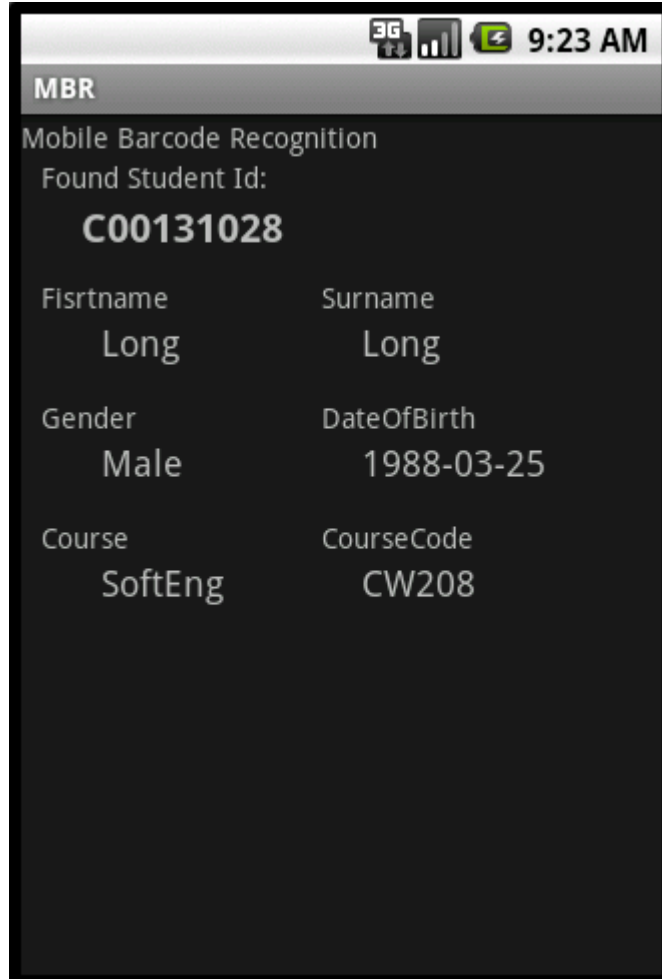 3G 9:23 AM
MBR
Mobile Barcode Recognition
Found Student Id:
C00131028
Fisrtname Surname
Long Long
Gender DateOfBirth
Male 1988-03-25
Course CourseCode
SoftEng CW208